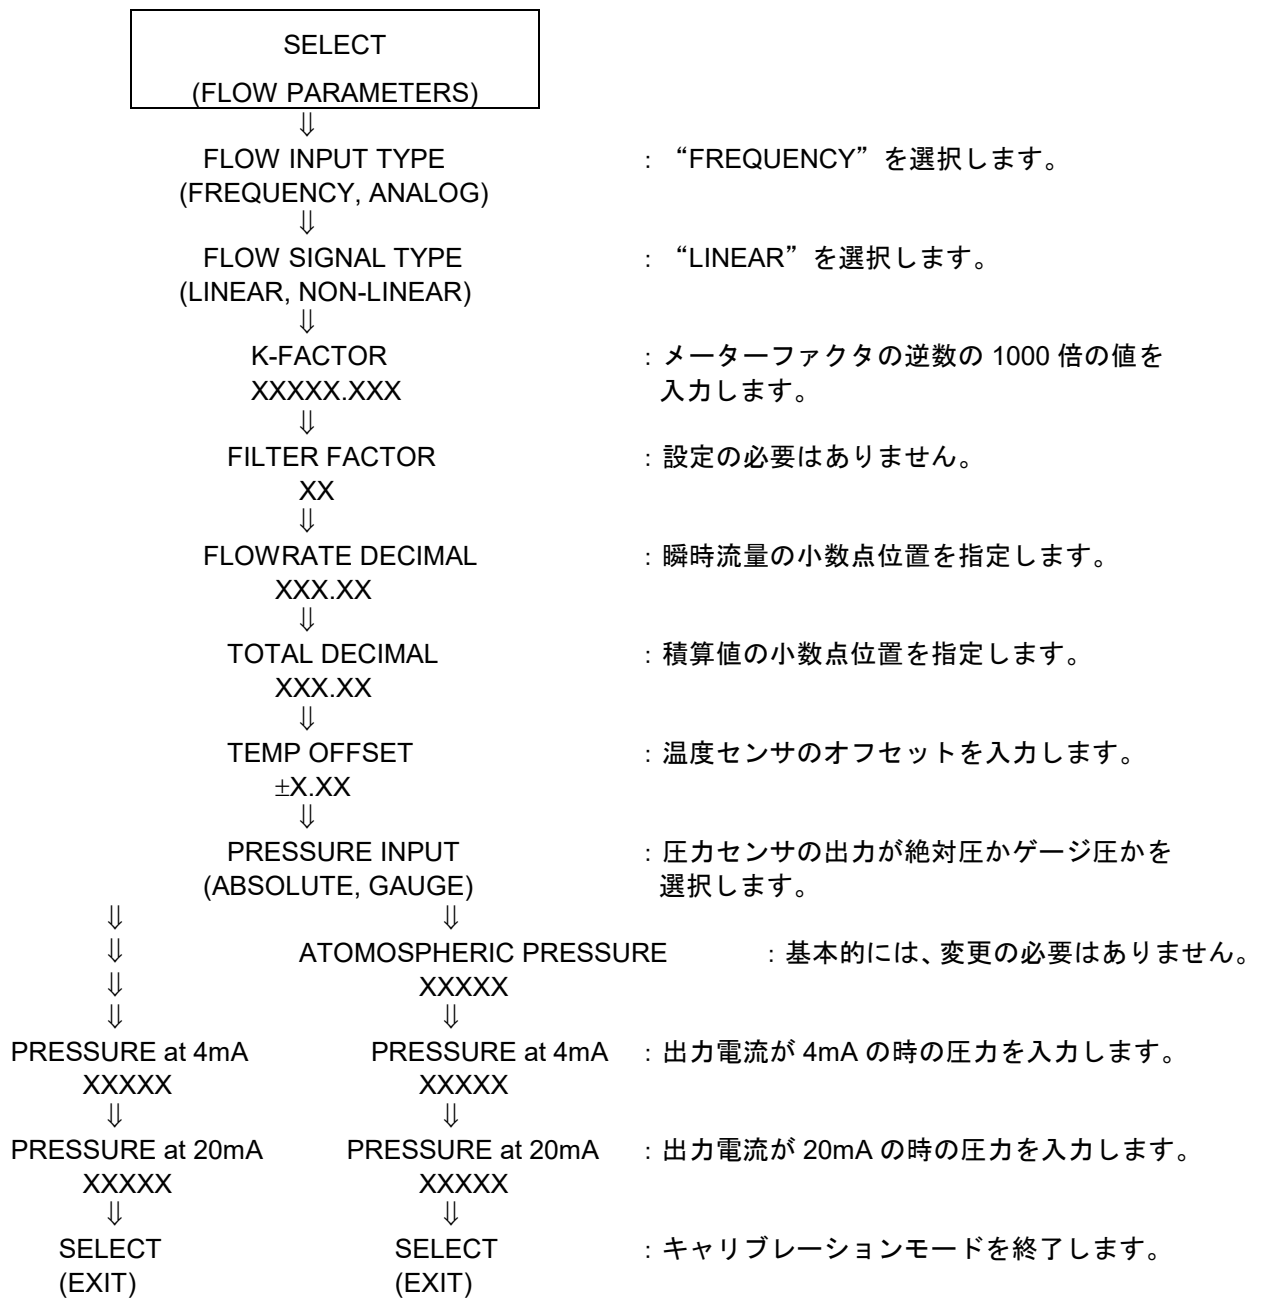 SELECT
(FLOW PARAMETERS)
⇓
FLOW INPUT TYPE : “FREQUENCY”を選択します。
(FREQUENCY, ANALOG)
⇓
FLOW SIGNAL TYPE : “LINEAR”を選択します。
(LINEAR, NON-LINEAR)
⇓
K-FACTOR : メーターファクタの逆数の 1000 倍の値を
XXXXX.XXX 入力します。
⇓
FILTER FACTOR : 設定の必要はありません。
XX
⇓
FLOWRATE DECIMAL : 瞬時流量の小数点位置を指定します。
XXX.XX
⇓
TOTAL DECIMAL : 積算値の小数点位置を指定します。
XXX.XX
⇓
TEMP OFFSET : 温度センサのオフセットを入力します。
±X.XX
⇓
PRESSURE INPUT : 圧力センサの出力が絶対圧かゲージ圧かを
(ABSOLUTE, GAUGE) 選択します。
⇓ ⇓
⇓ ATOMOSPHERIC PRESSURE : 基本的には、変更の必要はありません。
⇓ XXXXX
⇓ ⇓
PRESSURE at 4mA PRESSURE at 4mA : 出力電流が 4mA の時の圧力を入力します。
XXXXX XXXXX
⇓ ⇓
PRESSURE at 20mA PRESSURE at 20mA : 出力電流が 20mA の時の圧力を入力します。
XXXXX XXXXX
⇓ ⇓
SELECT SELECT : キャリブレーションモードを終了します。
(EXIT) (EXIT)